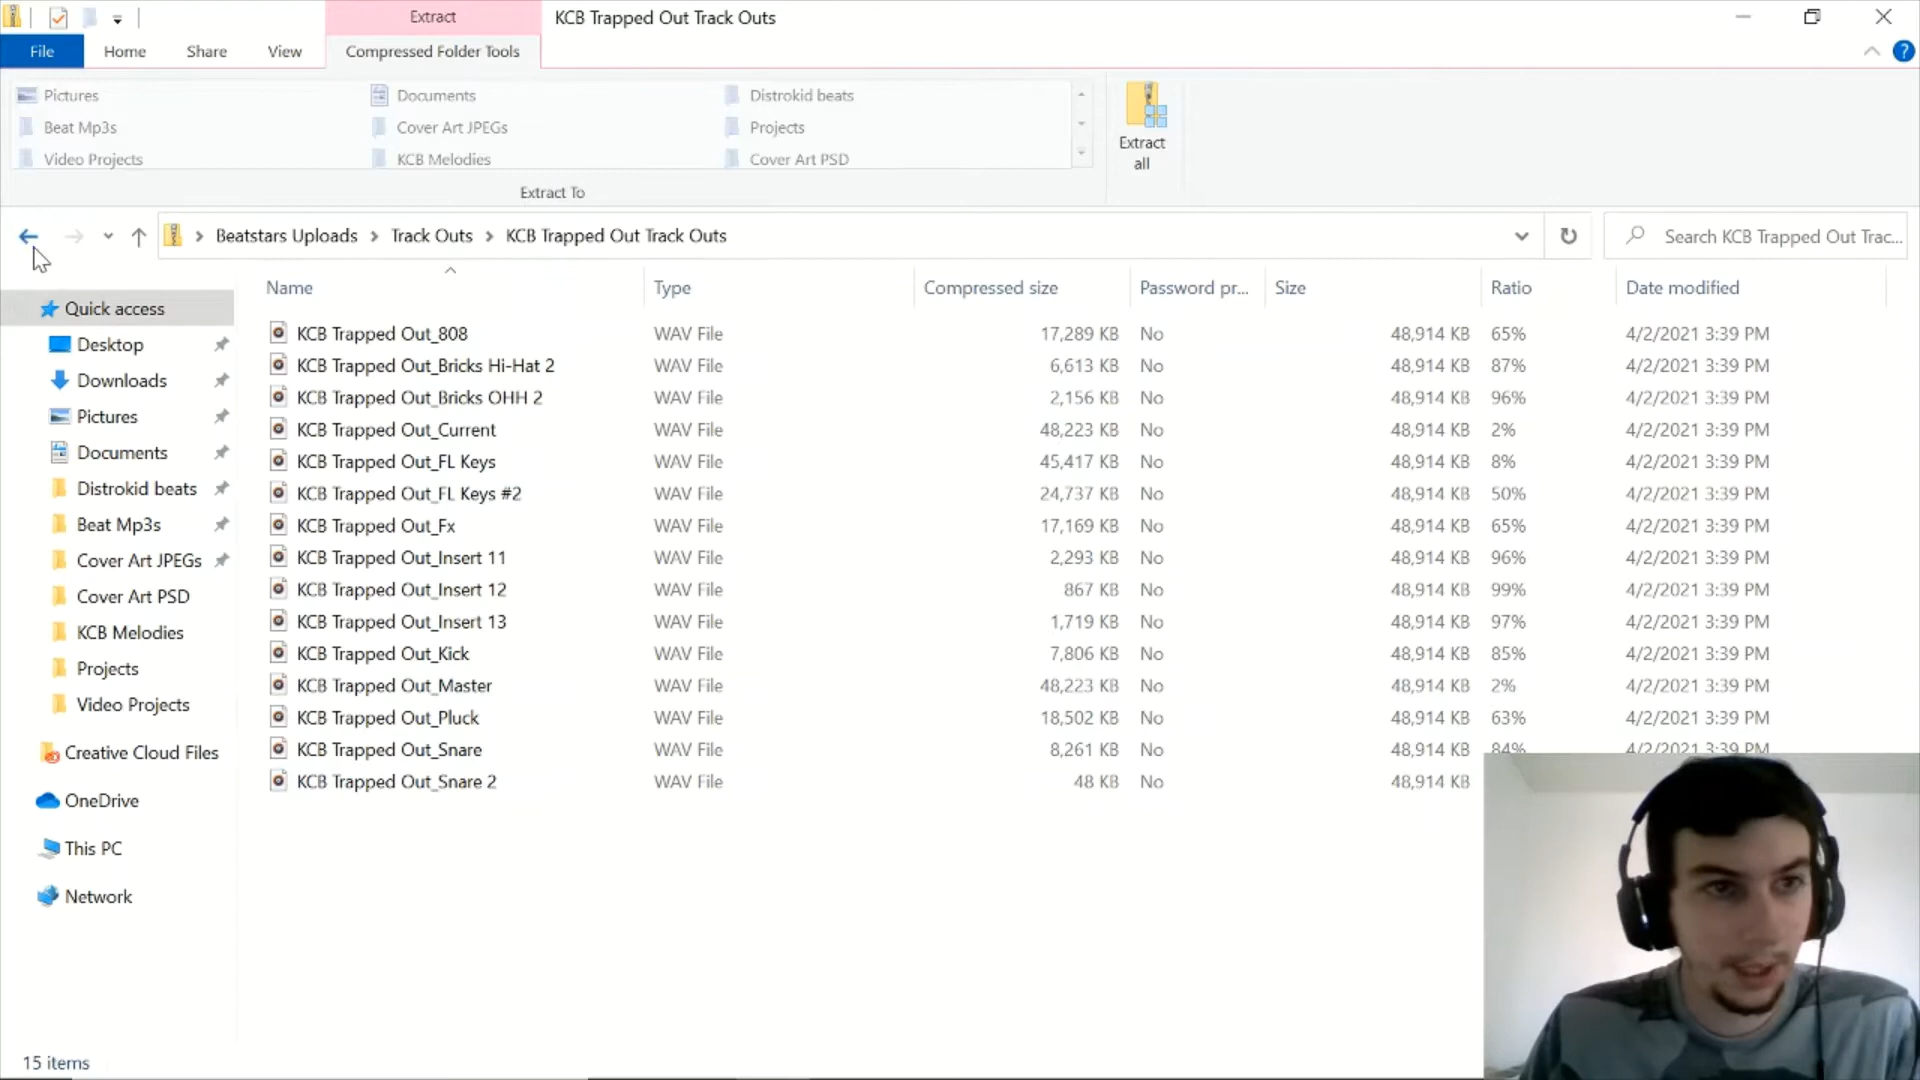 Extract
KCB Trapped Out Track Outs
File Home Share View Compressed Folder Tools
Pictures Documents Distrokid beats
Beat Mp3s Cover Art JPEGs Projects
Video Projects KCB Melodies Cover Art PSD
Extract all
Extract To
Beatstars Uploads Track Outs KCB Trapped Out Track Outs
Search KCB Trapped Out Trac...
Name Type Compressed size Password pr... Size Ratio Date modified
Quick access
Desktop
Downloads
Pictures
Documents
Distrokid beats
Beat Mp3s
Cover Art JPEGs
Cover Art PSD
KCB Melodies
Projects
Video Projects
Creative Cloud Files
OneDrive
This PC
Network
KCB Trapped Out_808 WAV File 17,289 KB No 48,914 KB 65% 4/2/2021 3:39 PM
KCB Trapped Out_Bricks Hi-Hat 2 WAV File 6,613 KB No 48,914 KB 87% 4/2/2021 3:39 PM
KCB Trapped Out_Bricks OHH 2 WAV File 2,156 KB No 48,914 KB 96% 4/2/2021 3:39 PM
KCB Trapped Out_Current WAV File 48,223 KB No 48,914 KB 2% 4/2/2021 3:39 PM
KCB Trapped Out_FL Keys WAV File 45,417 KB No 48,914 KB 8% 4/2/2021 3:39 PM
KCB Trapped Out_FL Keys #2 WAV File 24,737 KB No 48,914 KB 50% 4/2/2021 3:39 PM
KCB Trapped Out_Fx WAV File 17,169 KB No 48,914 KB 65% 4/2/2021 3:39 PM
KCB Trapped Out_Insert 11 WAV File 2,293 KB No 48,914 KB 96% 4/2/2021 3:39 PM
KCB Trapped Out_Insert 12 WAV File 867 KB No 48,914 KB 99% 4/2/2021 3:39 PM
KCB Trapped Out_Insert 13 WAV File 1,719 KB No 48,914 KB 97% 4/2/2021 3:39 PM
KCB Trapped Out_Kick WAV File 7,806 KB No 48,914 KB 85% 4/2/2021 3:39 PM
KCB Trapped Out_Master WAV File 48,223 KB No 48,914 KB 2% 4/2/2021 3:39 PM
KCB Trapped Out_Pluck WAV File 18,502 KB No 48,914 KB 63% 4/2/2021 3:39 PM
KCB Trapped Out_Snare WAV File 8,261 KB No 48,914 KB 84% 4/2/2021 3:39 PM
KCB Trapped Out_Snare 2 WAV File 48 KB No 48,914 KB
15 items